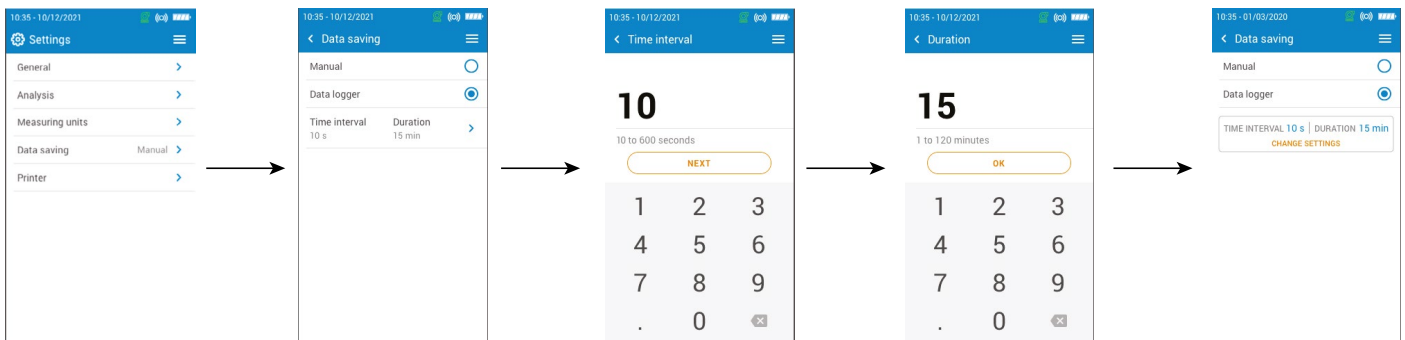 10:35 - 10/12/2021
Settings
General
Analysis
Measuring units
Data saving Manual
Printer
10:35 - 10/12/2021
Data saving
Manual
Data logger
Time interval Duration
10 s 15 min
10:35 - 10/12/2021
Time interval
10
10 to 600 seconds
NEXT
1 2 3
4 5 6
7 8 9
. 0
10:35 - 10/12/2021
Duration
15
1 to 120 minutes
OK
1 2 3
4 5 6
7 8 9
. 0
10:35 - 01/03/2020
Data saving
Manual
Data logger
TIME INTERVAL 10 s | DURATION 15 min
CHANGE SETTINGS